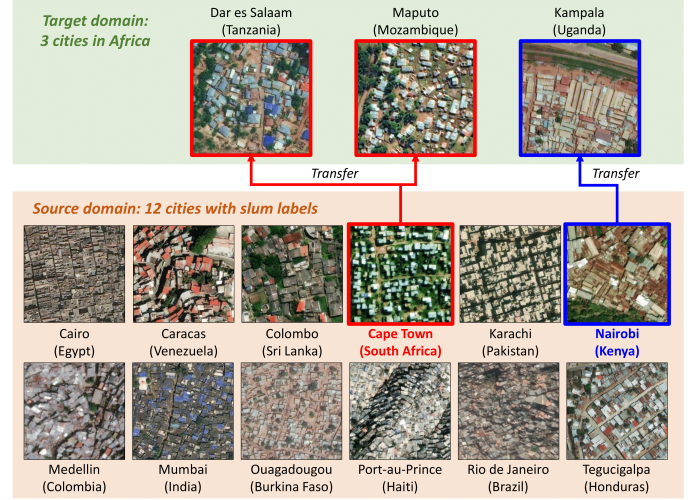 Target domain:
3 cities in Africa
Dar es Salaam
(Tanzania)
Maputo
(Mozambique)
Kampala
(Uganda)
Transfer
Transfer
Source domain: 12 cities with slum labels
Cairo
(Egypt)
Caracas
(Venezuela)
Colombo
(Sri Lanka)
Cape Town
(South Africa)
Karachi
(Pakistan)
Nairobi
(Kenya)
Medellin
(Colombia)
Mumbai
(India)
Ouagadougou
(Burkina Faso)
Port-au-Prince
(Haiti)
Rio de Janeiro
(Brazil)
Tegucigalpa
(Honduras)